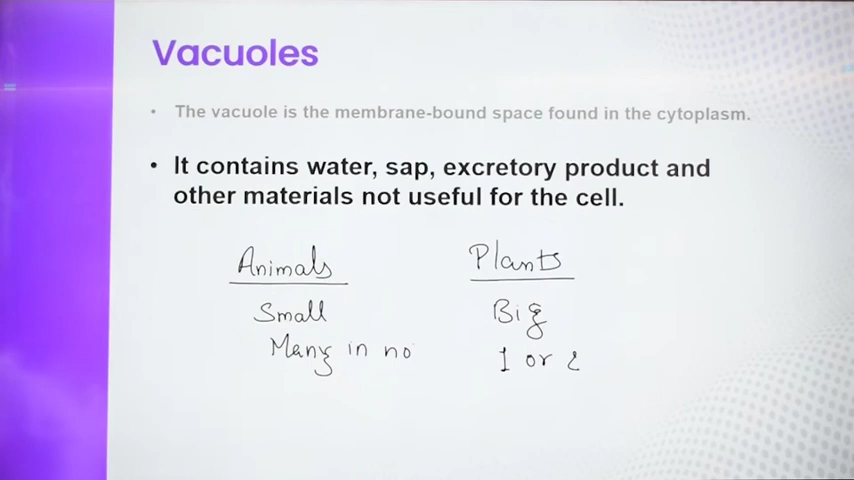 Vacuoles
• The vacuole is the membrane-bound space found in the cytoplasm.
• It contains water, sap, excretory product and
other materials not useful for the cell.
Animals Plants
Small Big
Many in no 1 or 2